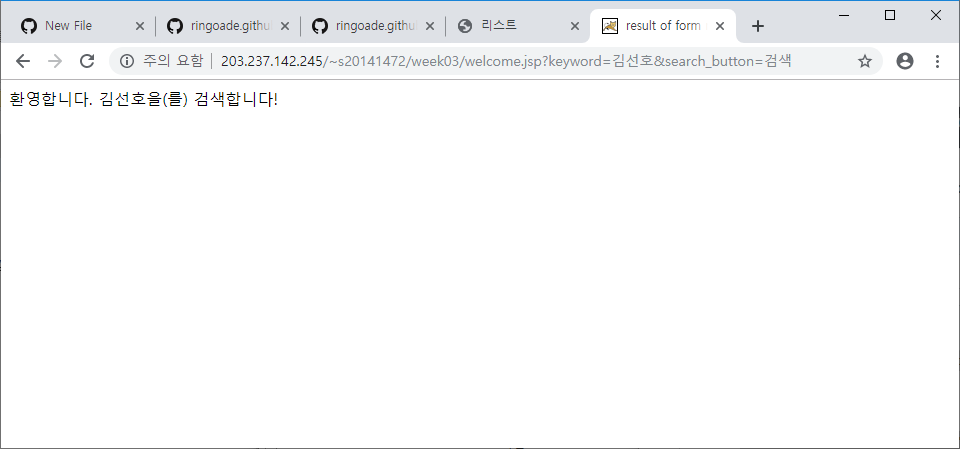 New File
ringoade.githu
ringoade.githu
리스트
result of form
주의 요함 | 203.237.142.245/~s20141472/week03/welcome.jsp?keyword=김선호&search_button=검색
환영합니다. 김선호을(를) 검색합니다!